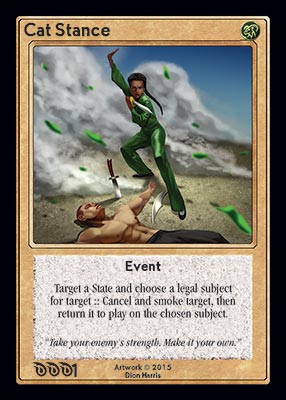 Cat Stance
Event
Target a State and choose a legal subject
for target :: Cancel and smoke target, then
return it to play on the chosen subject.
"Take your enemy's strength. Make it your own."
Artwork © 2015
Dion Harris